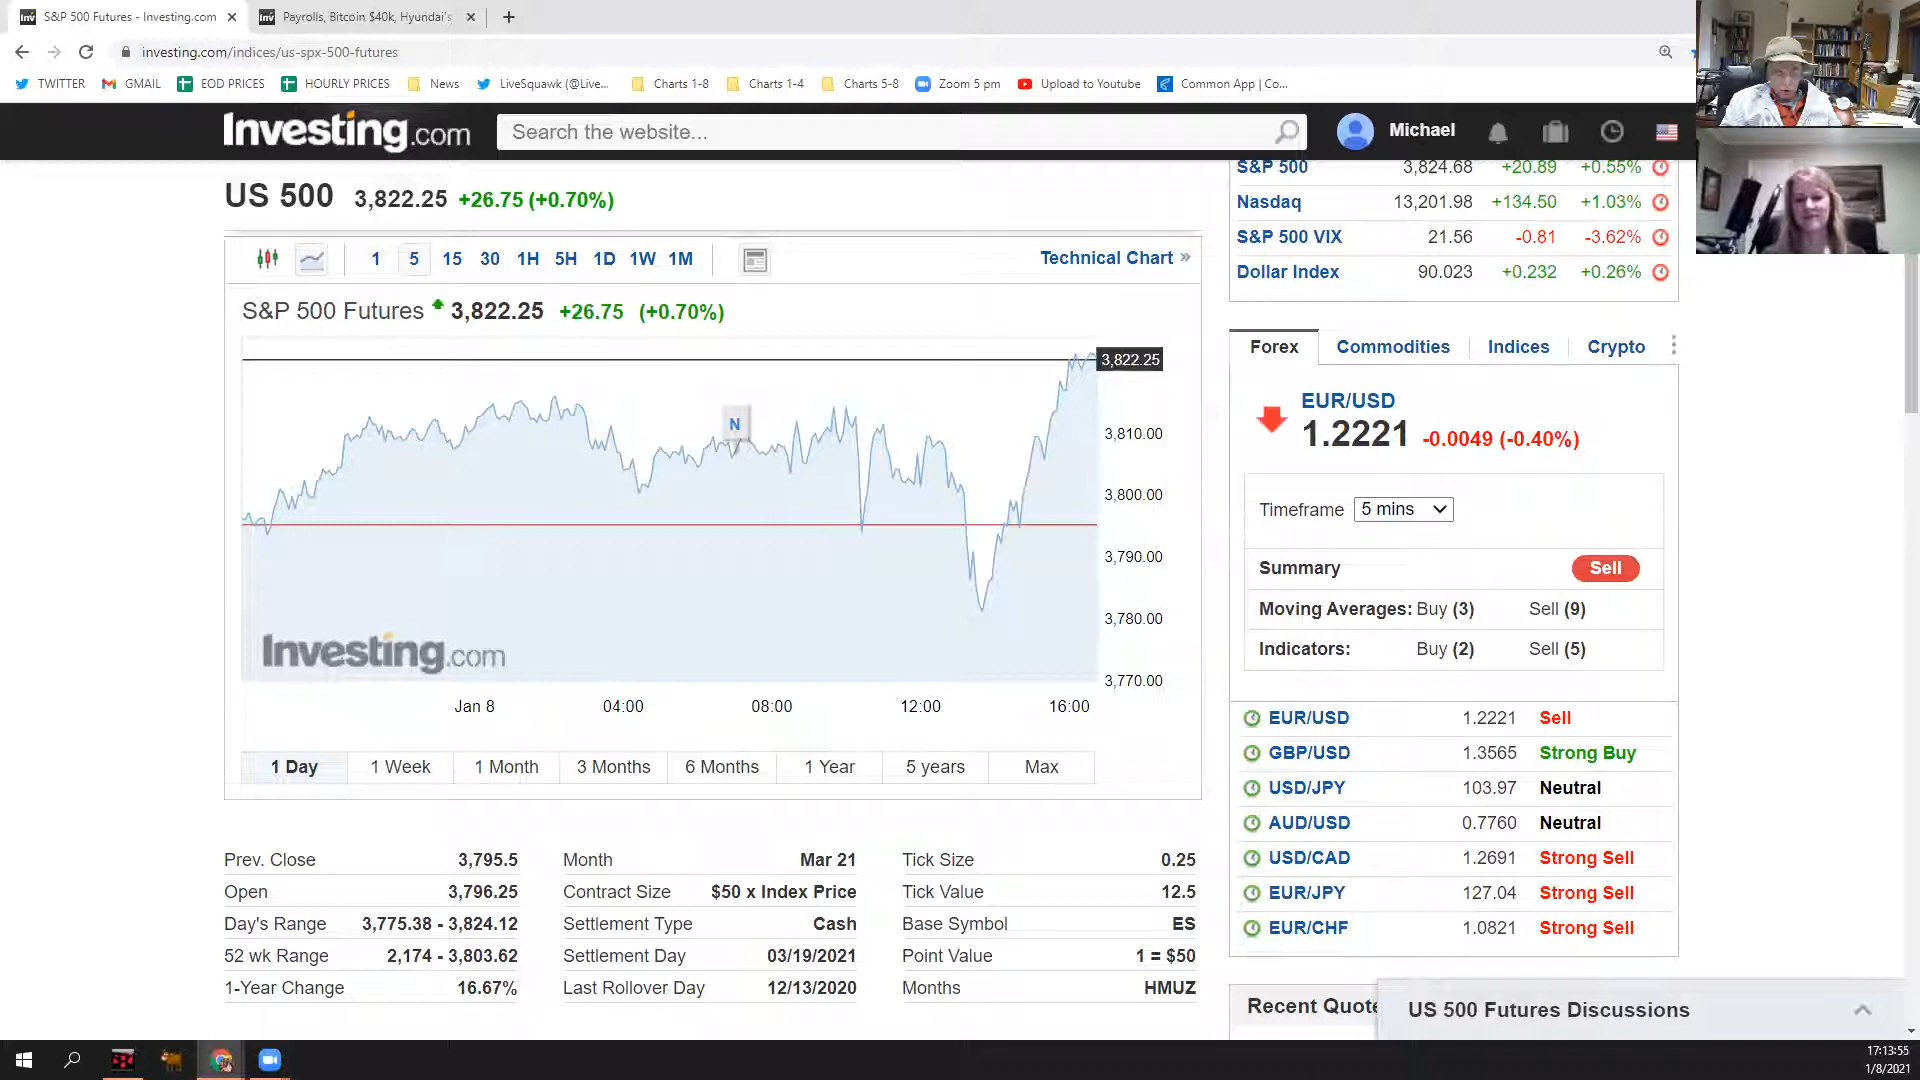 S&P 500 Futures - Investing.com
Payrolls, Bitcoin $40k, Hyundai's
investing.com/indices/us-spx-500-futures
TWITTER GMAIL EOD PRICES HOURLY PRICES News LiveSquawk (@Live... Charts 1-8 Charts 1-4 Charts 5-8 Zoom 5 pm Upload to Youtube Common App | Co...
Investing.com Search the website... Michael
US 500 3,822.25 +26.75 (+0.70%)
1 5 15 30 1H 5H 1D 1W 1M Technical Chart »
S&P 500 Futures 3,822.25 +26.75 (+0.70%)
3,822.25
N
3,810.00
3,800.00
3,790.00
3,780.00
3,770.00
Investing.com
Jan 8 04:00 08:00 12:00 16:00
1 Day 1 Week 1 Month 3 Months 6 Months 1 Year 5 years Max
Prev. Close 3,795.5 Month Mar 21 Tick Size 0.25
Open 3,796.25 Contract Size $50 x Index Price Tick Value 12.5
Day's Range 3,775.38 - 3,824.12 Settlement Type Cash Base Symbol ES
52 wk Range 2,174 - 3,803.62 Settlement Day 03/19/2021 Point Value 1 = $50
1-Year Change 16.67% Last Rollover Day 12/13/2020 Months HMUZ
S&P 500 3,824.68 +20.89 +0.55%
Nasdaq 13,201.98 +134.50 +1.03%
S&P 500 VIX 21.56 -0.81 -3.62%
Dollar Index 90.023 +0.232 +0.26%
Forex Commodities Indices Crypto
EUR/USD
1.2221 -0.0049 (-0.40%)
Timeframe 5 mins
Summary Sell
Moving Averages: Buy (3) Sell (9)
Indicators: Buy (2) Sell (5)
EUR/USD 1.2221 Sell
GBP/USD 1.3565 Strong Buy
USD/JPY 103.97 Neutral
AUD/USD 0.7760 Neutral
USD/CAD 1.2691 Strong Sell
EUR/JPY 127.04 Strong Sell
EUR/CHF 1.0821 Strong Sell
Recent Quote
US 500 Futures Discussions
17:13:55
1/8/2021